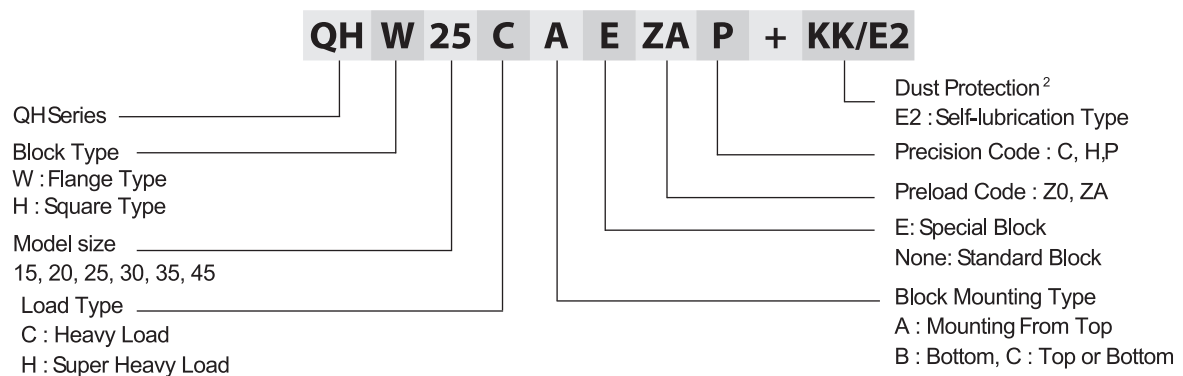 QH W 25 C A E ZA P + KK/E2
QHSeries
Block Type
W : Flange Type
H : Square Type
Model size
15, 20, 25, 30, 35, 45
Load Type
C : Heavy Load
H : Super Heavy Load
Dust Protection²
E2 : Self-lubrication Type
Precision Code : C, H,P
Preload Code : Z0, ZA
E: Special Block
None: Standard Block
Block Mounting Type
A : Mounting From Top
B : Bottom, C : Top or Bottom